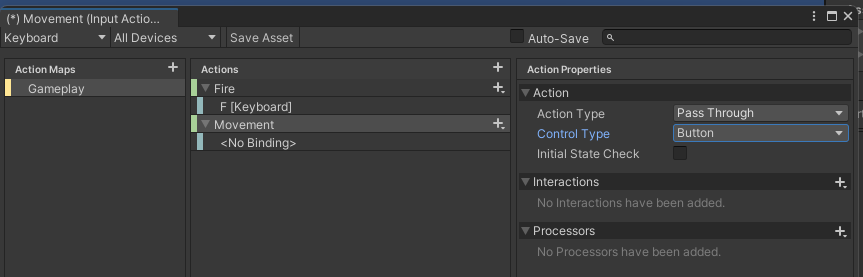 (*) Movement (Input Actio...
Keyboard All Devices Save Asset Auto-Save
Action Maps + Actions + Action Properties
Gameplay Fire + Action
F [Keyboard] Action Type Pass Through
Movement + Control Type Button
<No Binding> Initial State Check
Interactions +
No Interactions have been added.
Processors +
No Processors have been added.